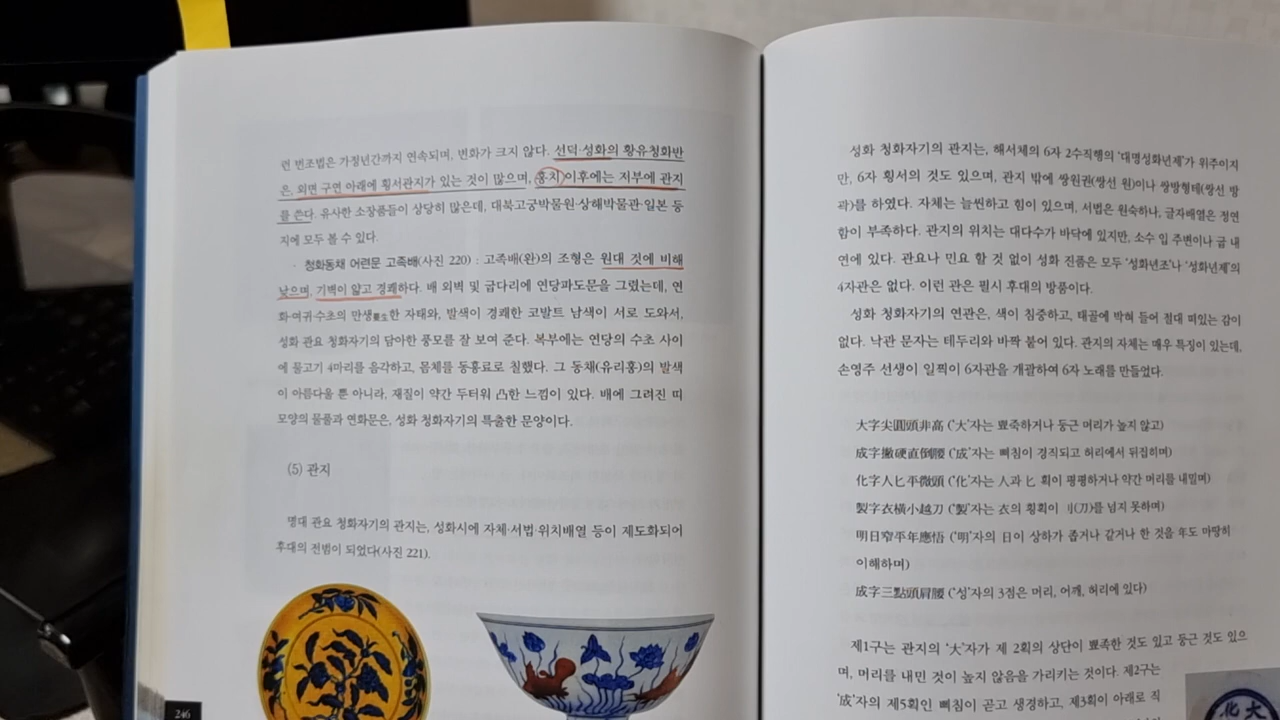 런 번조법은 가정년간까지 연속되며, 변화가 크지 않다. 선덕·성화의 황유청화반
은, 외면 구연 아래에 횡서관지가 있는 것이 많으며, 홍치 이후에는 저부에 관지
를 쓴다. 유사한 소장품들이 상당히 많은데, 대북고궁박물원·상해박물관·일본 등
지에 모두 볼 수 있다.
· 청화동채 어련문 고족배(사진 220) : 고족배(완)의 조형은 원대 것에 비해
낮으며, 기벽이 얇고 경쾌하다. 배 외벽 및 굽다리에 연당파도문을 그렸는데, 연
화·여귀·수초의 만생蔓生한 자태와, 발색이 경쾌한 코발트 남색이 서로 도와서,
성화 관요 청화자기의 담아한 풍모를 잘 보여 준다. 복부에는 연당의 수초 사이
에 물고기 4마리를 음각하고, 몸체를 동홍료로 칠했다. 그 동채(유리홍)의 발색
이 아름다울 뿐 아니라, 재질이 약간 두터워 凸한 느낌이 있다. 배에 그려진 띠
모양의 물풀과 연화문은, 성화 청화자기의 특출한 문양이다.
(5) 관지
명대 관요 청화자기의 관지는, 성화시에 자체·서법·위치배열 등이 제도화되어
후대의 전범이 되었다(사진 221).
246
성화 청화자기의 관지는, 해서체의 6자 2수직행의 '대명성화년제'가 위주이지
만, 6자 횡서의 것도 있으며, 관지 밖에 쌍원권(쌍선 원)이나 쌍방형테(쌍선 방
곽)를 하였다. 자체는 늘씬하고 힘이 있으며, 서법은 원숙하나, 글자배열은 정연
함이 부족하다. 관지의 위치는 대다수가 바닥에 있지만, 소수 입 주변이나 굽 내
연에 있다. 관요나 민요 할 것 없이 성화 진품은 모두 '성화년조'나 '성화년제'의
4자관은 없다. 이런 관은 필시 후대의 방품이다.
성화 청화자기의 연관은, 색이 침중하고, 태골에 박혀 들어 절대 떠있는 감이
없다. 낙관 문자는 테두리와 바짝 붙어 있다. 관지의 자체는 매우 특징이 있는데,
손영주 선생이 일찍이 6자관을 개괄하여 6자 노래를 만들었다.
大字尖圓頭非高 ('大'자는 뾰죽하거나 둥근 머리가 높지 않고)
成字撇硬直倒腰 ('成'자는 삐침이 경직되고 허리에서 뒤집히며)
化字人匕平微頭 ('化'자는 人과 匕 획이 평평하거나 약간 머리를 내밀며)
製字衣橫小越刀 ('製'자는 衣의 횡획이 刂(刀)를 넘지 못하며)
明日窄平年應悟 ('明'자의 日이 상하가 좁거나 같거나 한 것을 年도 마땅히
이해하며)
成字三點頭肩腰 ('성'자의 3점은 머리, 어깨, 허리에 있다)
제1구는 관지의 '大'자가 제 2획의 상단이 뾰족한 것도 있고 둥근 것도 있으
며, 머리를 내민 것이 높지 않음을 가리키는 것이다. 제2구는
'成'자의 제5획인 삐침이 곧고 생경하고, 제3획이 아래로 직
化 大